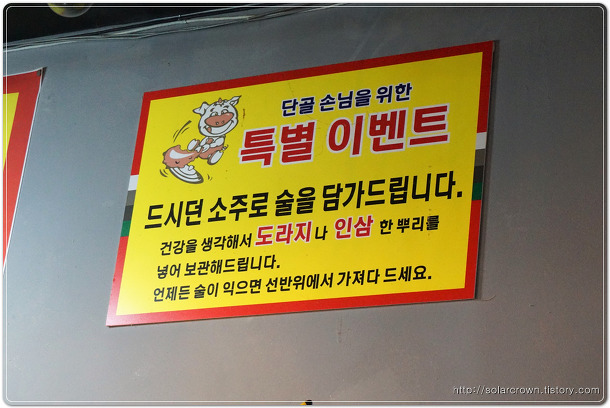 단골 손님을 위한
특별 이벤트
드시던 소주로 술을 담가드립니다.
건강을 생각해서 도라지나 인삼 한 뿌리를
넣어 보관해드립니다.
언제든 술이 익으면 선반위에서 가져다 드세요.
http://solarcrown.tistory.com